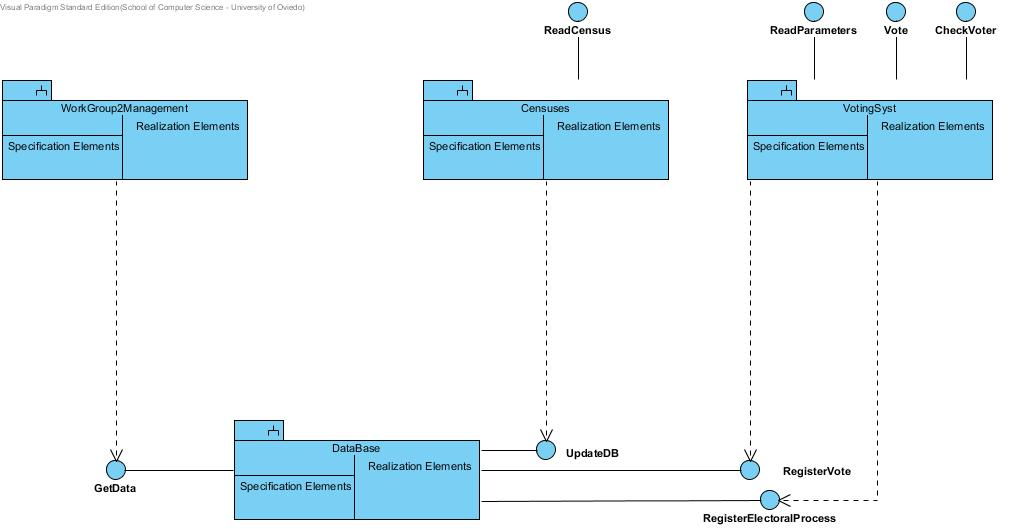 Visual Paradigm Standard Edition(School of Computer Science - University of Oviedo)
ReadCensus
ReadParameters
Vote
CheckVoter
WorkGroup2Management
Realization Elements
Specification Elements
Censuses
Realization Elements
Specification Elements
VotingSyst
Realization Elements
Specification Elements
DataBase
Realization Elements
Specification Elements
UpdateDB
RegisterVote
GetData
RegisterElectoralProcess